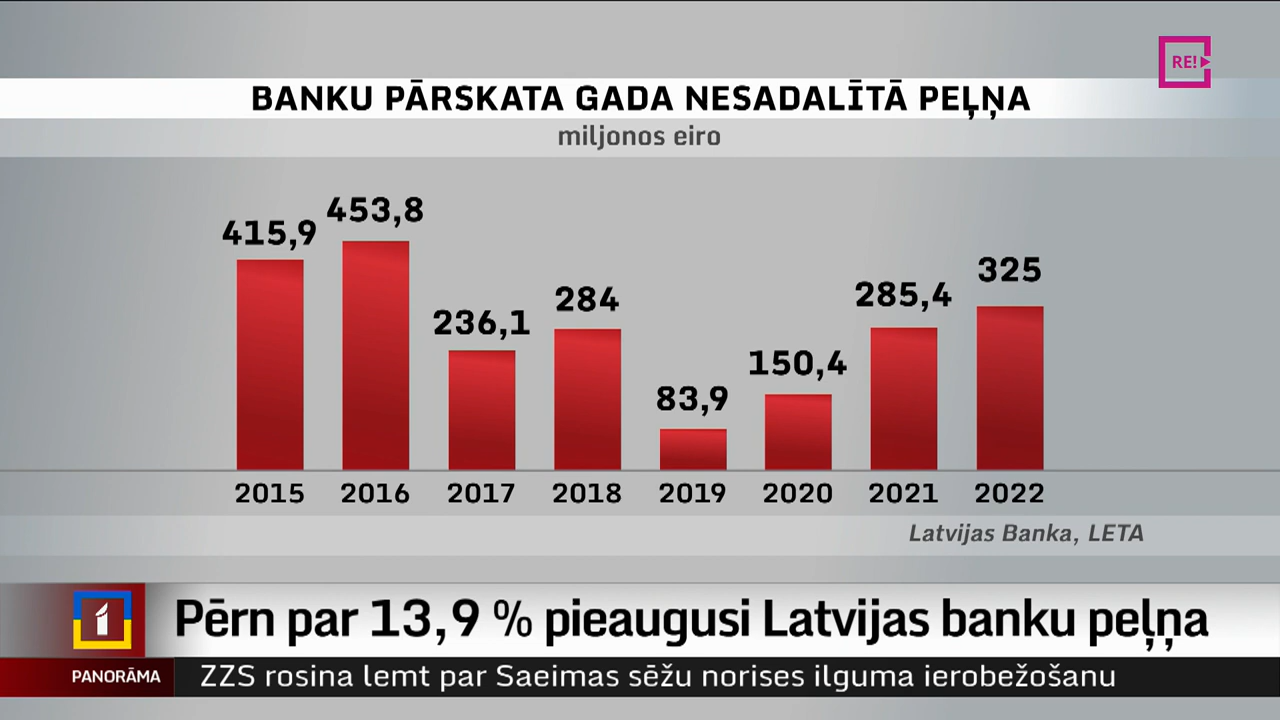 RE!
BANKU PĀRSKATA GADA NESADALĪTĀ PEĻŅA
miljonos eiro
415,9 453,8 236,1 284 83,9 150,4 285,4 325
2015 2016 2017 2018 2019 2020 2021 2022
Latvijas Banka, LETA
1 Pērn par 13,9 % pieaugusi Latvijas banku peļņa
PANORĀMA ZZS rosina lemt par Saeimas sēžu norises ilguma ierobežošanu